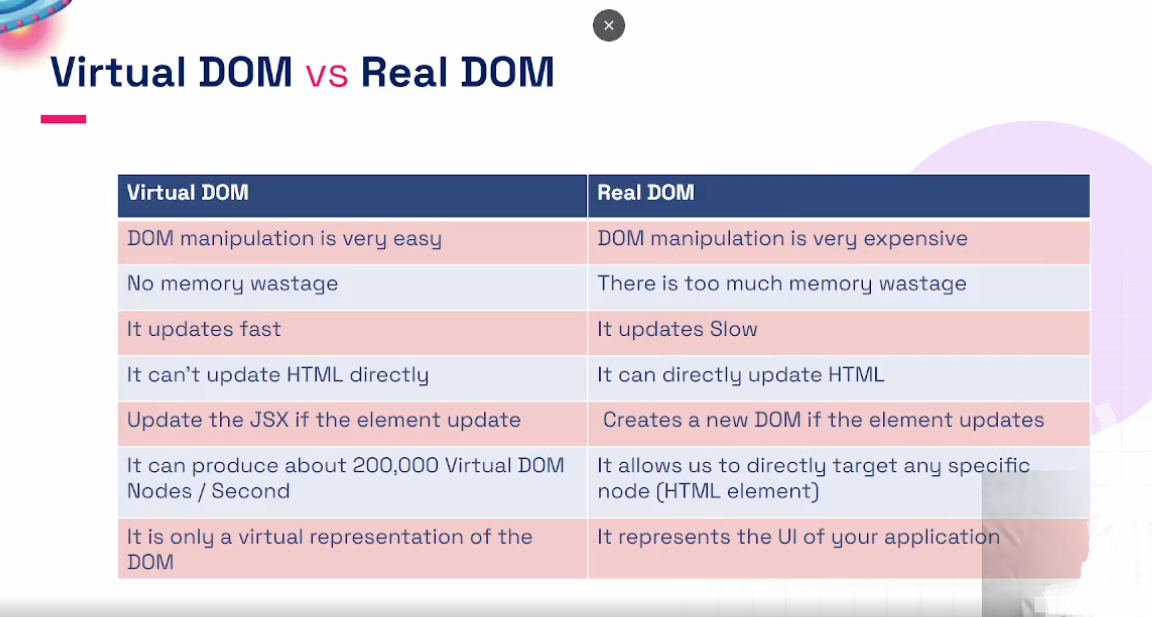 Virtual DOM vs Real DOM
Virtual DOM
Real DOM
DOM manipulation is very easy
DOM manipulation is very expensive
No memory wastage
There is too much memory wastage
It updates fast
It updates Slow
It can't update HTML directly
It can directly update HTML
Update the JSX if the element update
Creates a new DOM if the element updates
It can produce about 200,000 Virtual DOM
Nodes / Second
It allows us to directly target any specific
node (HTML element)
It is only a virtual representation of the
DOM
It represents the UI of your application